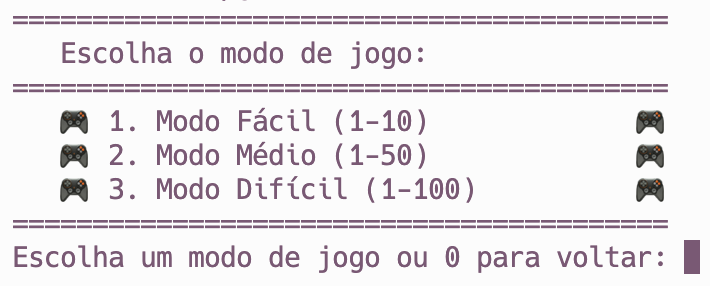 =========================================
Escolha o modo de jogo:
=========================================
🎮 1. Modo Fácil (1-10) 🎮
🎮 2. Modo Médio (1-50) 🎮
🎮 3. Modo Difícil (1-100) 🎮
=========================================
Escolha um modo de jogo ou 0 para voltar: